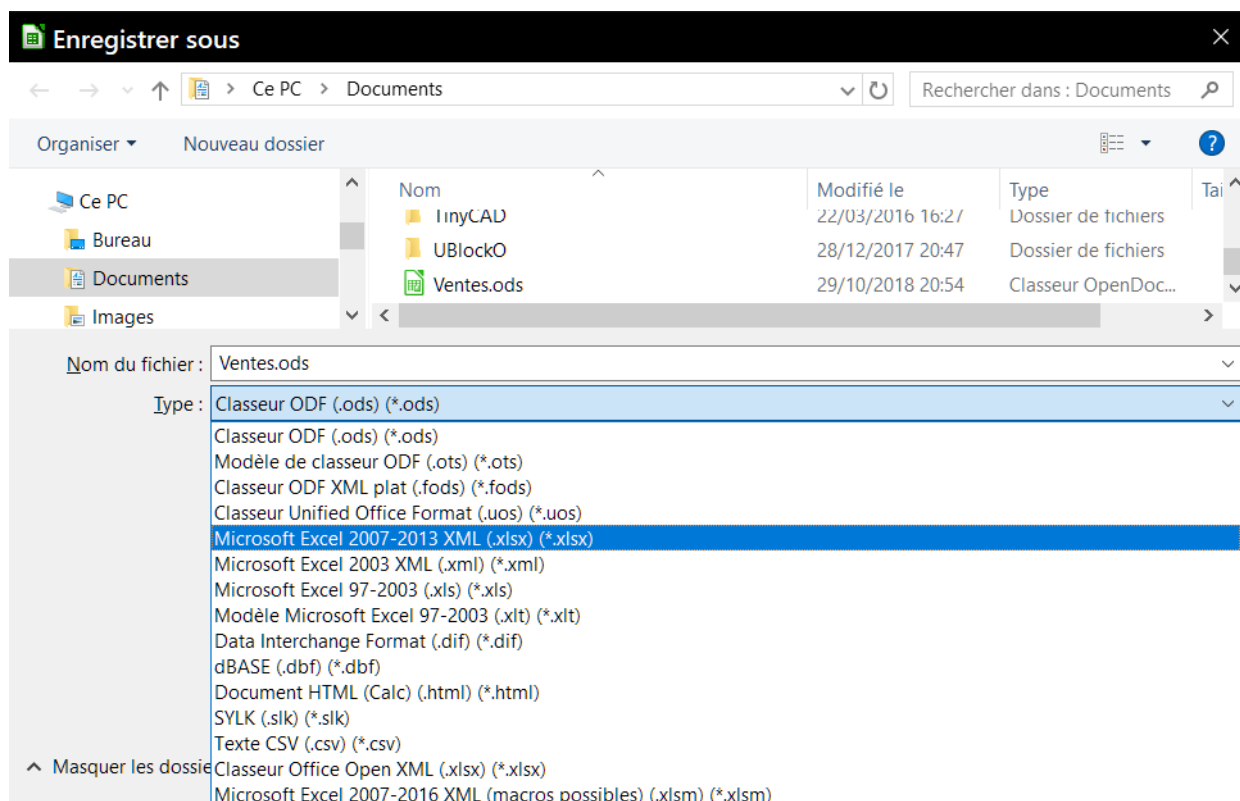 Enregistrer sous
Ce PC > Documents
Rechercher dans : Documents
Organiser
Nouveau dossier
?
Ce PC
Bureau
Documents
Images
Nom
Modifié le
Type
Tai
TinyCAD
22/03/2016 16:27
Dossier de fichiers
UBlockO
28/12/2017 20:47
Dossier de fichiers
Ventes.ods
29/10/2018 20:54
Classeur OpenDoc...
Nom du fichier : Ventes.ods
Type : Classeur ODF (.ods) (*.ods)
Classeur ODF (.ods) (*.ods)
Modèle de classeur ODF (.ots) (*.ots)
Classeur ODF XML plat (.fods) (*.fods)
Classeur Unified Office Format (.uos) (*.uos)
Microsoft Excel 2007-2013 XML (.xlsx) (*.xlsx)
Microsoft Excel 2003 XML (.xml) (*.xml)
Microsoft Excel 97-2003 (.xls) (*.xls)
Modèle Microsoft Excel 97-2003 (.xlt) (*.xlt)
Data Interchange Format (.dif) (*.dif)
dBASE (.dbf) (*.dbf)
Document HTML (Calc) (.html) (*.html)
SYLK (.slk) (*.slk)
Texte CSV (.csv) (*.csv)
Masquer les dossie
Classeur Office Open XML (.xlsx) (*.xlsx)
Microsoft Excel 2007-2016 XML (macros possibles) (.xlsm) (*.xlsm)